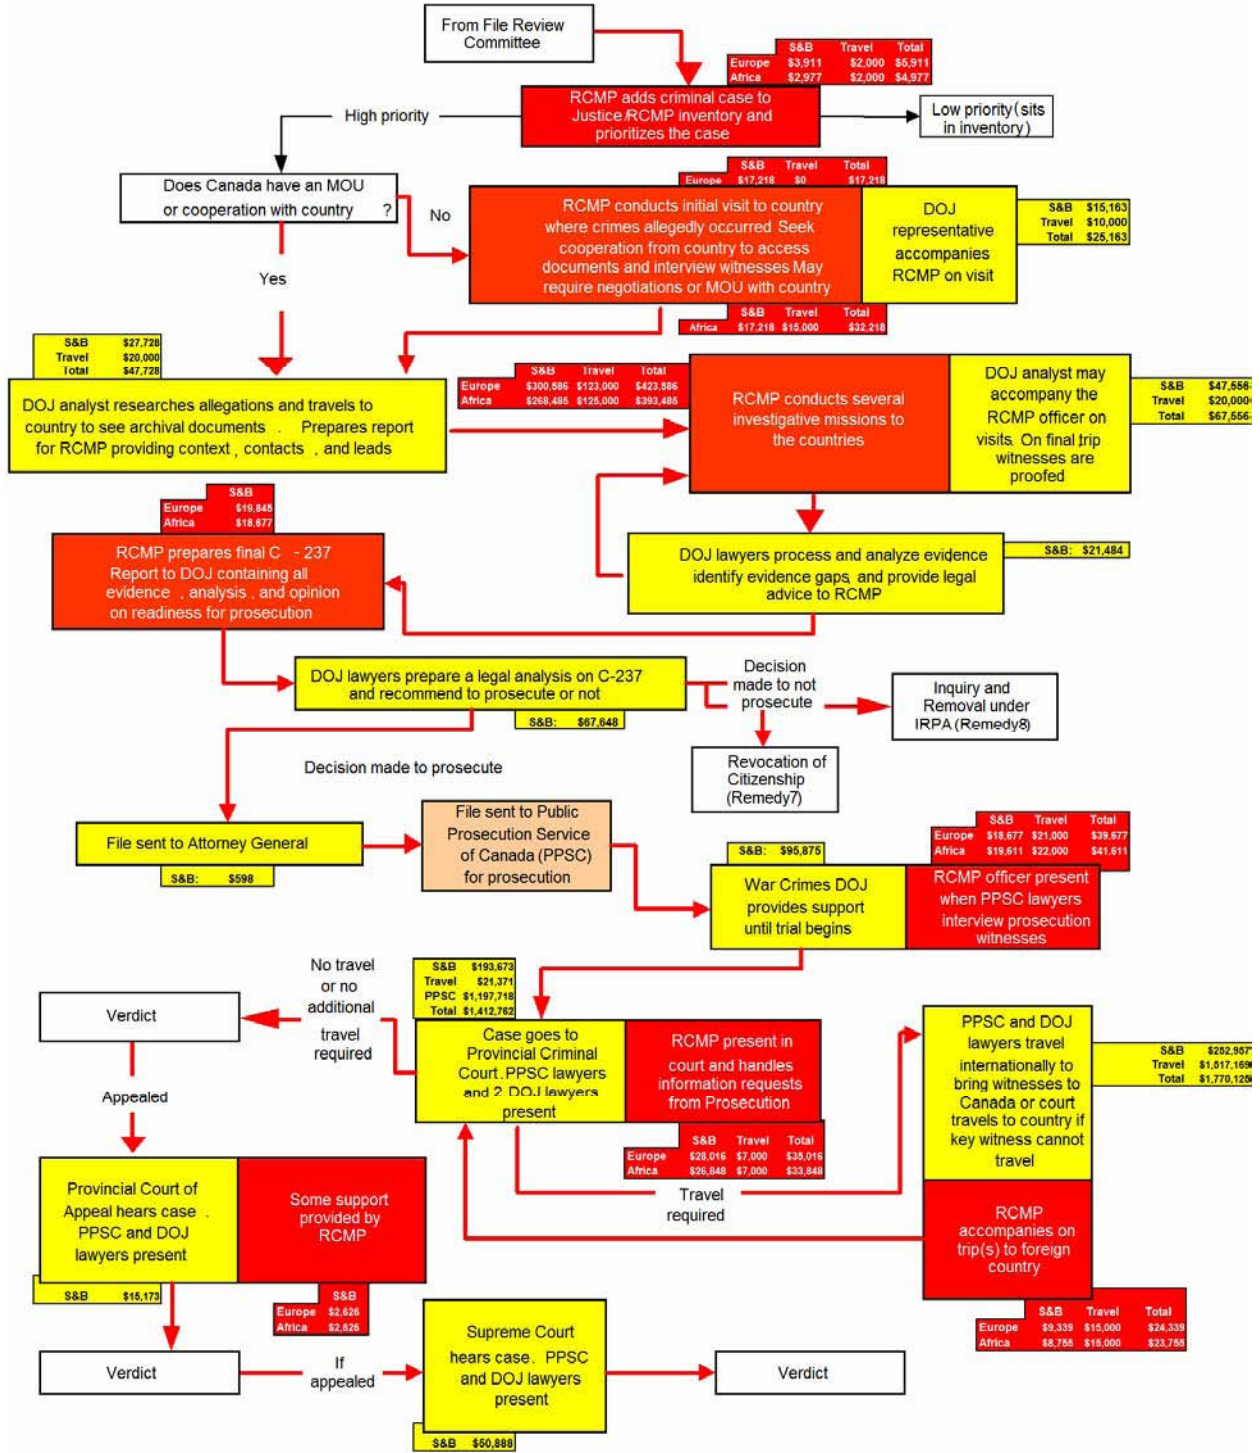 From File Review
Committee
S&B Travel Total
Europe $3,911 $2,000 $5,911
Africa $2,977 $2,000 $4,977
RCMP adds criminal case to
Justice/RCMP inventory and
prioritizes the case
High priority
Low priority (sits
in inventory)
Does Canada have an MOU
or cooperation with country ?
No
Yes
S&B Travel Total
Europe $17,218 $0 $17,218
RCMP conducts initial visit to country
where crimes allegedly occurred Seek
cooperation from country to access
documents and interview witnesses May
require negotiations or MOU with country
DOJ
representative
accompanies
RCMP on visit
S&B $15,163
Travel $10,000
Total $25,163
S&B Travel Total
Africa $17,218 $15,000 $32,218
S&B $27,728
Travel $20,000
Total $47,728
DOJ analyst researches allegations and travels to
country to see archival documents . Prepares report
for RCMP providing context , contacts , and leads
S&B Travel Total
Europe $300,586 $123,000 $423,586
Africa $268,485 $125,000 $393,485
RCMP conducts several
investigative missions to
the countries
DOJ analyst may
accompany the
RCMP officer on
visits. On final trip
witnesses are
proofed
S&B $47,556
Travel $20,000
Total $67,556
S&B
Europe $19,845
Africa $18,677
RCMP prepares final C - 237
Report to DOJ containing all
evidence , analysis , and opinion
on readiness for prosecution
DOJ lawyers process and analyze evidence
identify evidence gaps, and provide legal
advice to RCMP
S&B: $21,484
DOJ lawyers prepare a legal analysis on C-237
and recommend to prosecute or not
S&B: $67,648
Decision
made to not
prosecute
Inquiry and
Removal under
IRPA (Remedy8)
Revocation of
Citizenship
(Remedy7)
Decision made to prosecute
File sent to Attorney General
S&B: $598
File sent to Public
Prosecution Service
of Canada (PPSC)
for prosecution
S&B: $95,875
War Crimes DOJ
provides support
until trial begins
S&B Travel Total
Europe $18,677 $21,000 $39,677
Africa $19,611 $22,000 $41,611
RCMP officer present
when PPSC lawyers
interview prosecution
witnesses
No travel
or no
additional
travel
required
Verdict
S&B $193,673
Travel $21,371
PPSC $1,197,718
Total $1,412,762
Case goes to
Provincial Criminal
Court. PPSC lawyers
and 2 DOJ lawyers
present
RCMP present in
court and handles
information requests
from Prosecution
S&B Travel Total
Europe $28,016 $7,000 $35,016
Africa $26,848 $7,000 $33,848
Travel
required
PPSC and DOJ
lawyers travel
internationally to
bring witnesses to
Canada or court
travels to country if
key witness cannot
travel
S&B $252,957
Travel
Total
RCMP
accompanies on
trip(s) to foreign
country
S&B Travel Total
Europe $9,339 $15,000 $24,339
Africa $8,755 $15,000 $23,755
Appealed
Provincial Court of
Appeal hears case .
PPSC and DOJ
lawyers present
S&B $15,173
Some support
provided by
RCMP
S&B
Europe $2,626
Africa $2,626
Verdict
If
appealed
Supreme Court
hears case. PPSC
and DOJ lawyers
present
S&B $50,888
Verdict